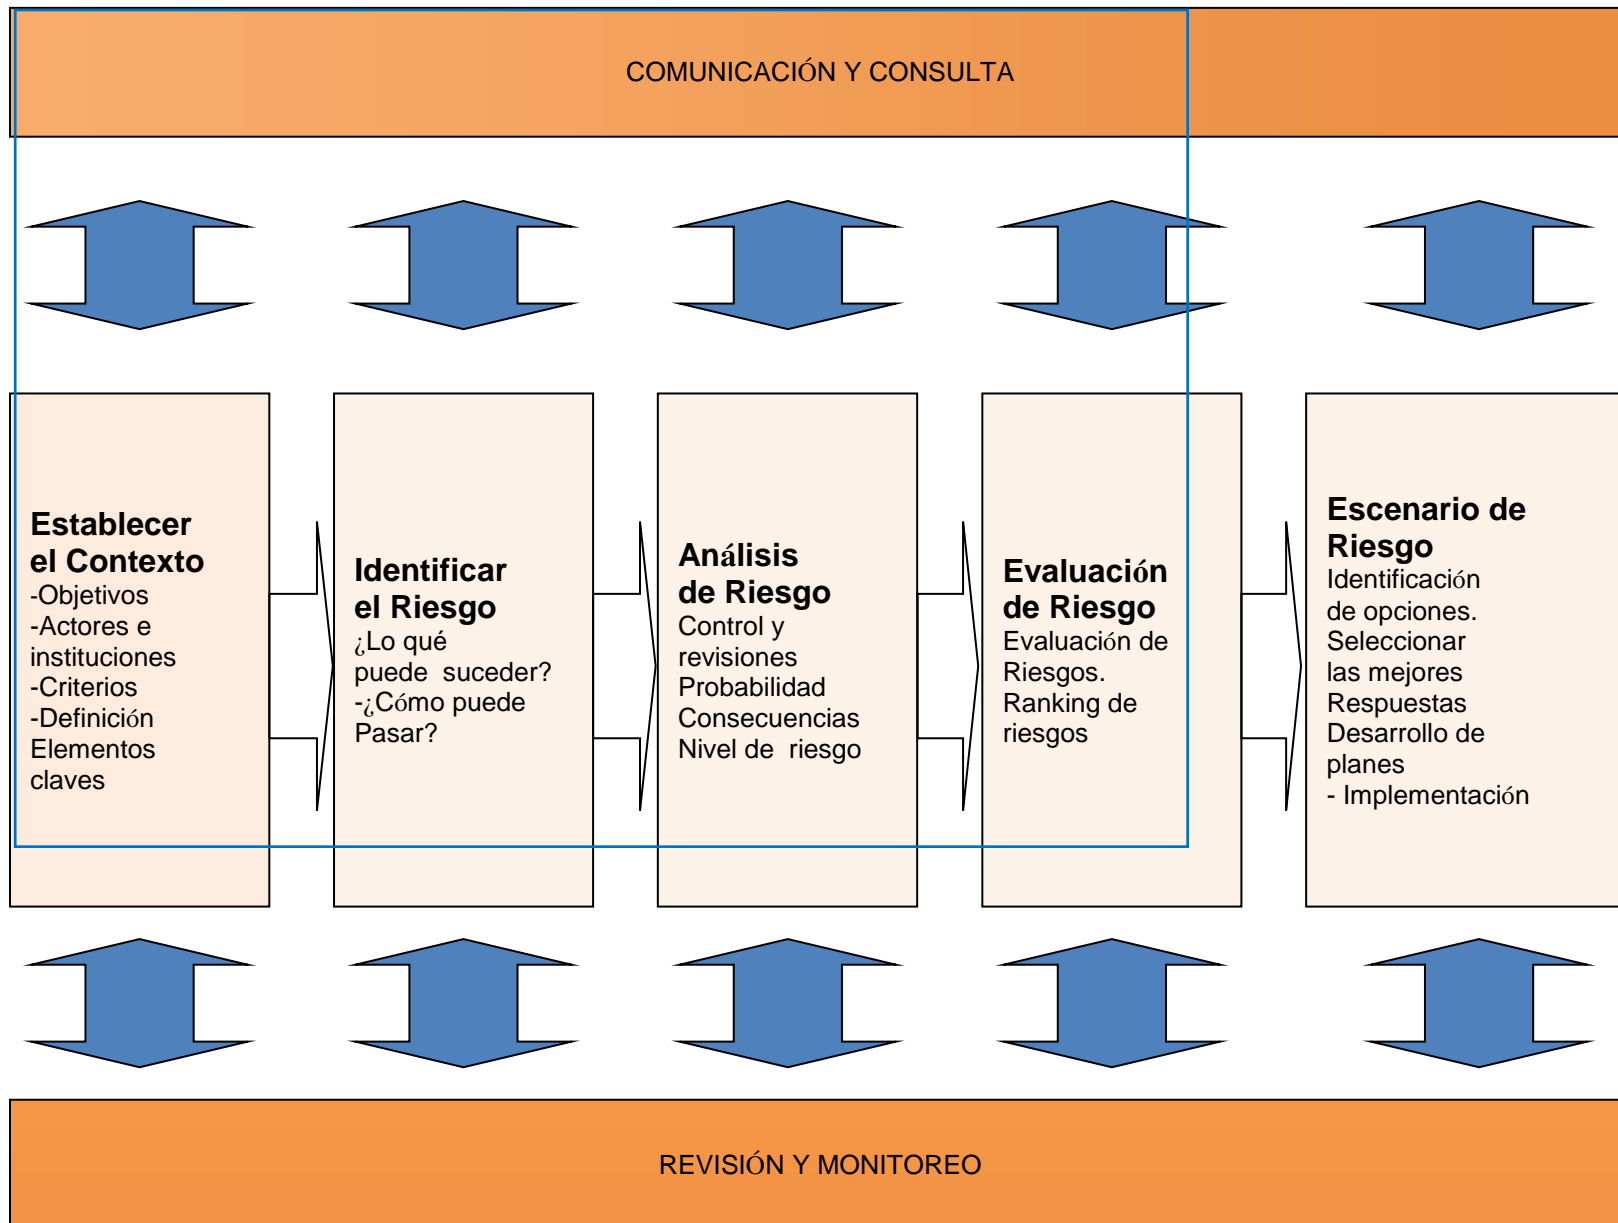 COMUNICACIÓN Y CONSULTA
Establecer
el Contexto
-Objetivos
-Actores e
instituciones
-Criterios
-Definición
Elementos
claves
Identificar
el Riesgo
¿Lo qué
puede suceder?
-¿Cómo puede
Pasar?
Análisis
de Riesgo
Control y
revisiones
Probabilidad
Consecuencias
Nivel de riesgo
Evaluación
de Riesgo
Evaluación de
Riesgos.
Ranking de
riesgos
Escenario de
Riesgo
Identificación
de opciones.
Seleccionar
las mejores
Respuestas
Desarrollo de
planes
- Implementación
REVISIÓN Y MONITOREO